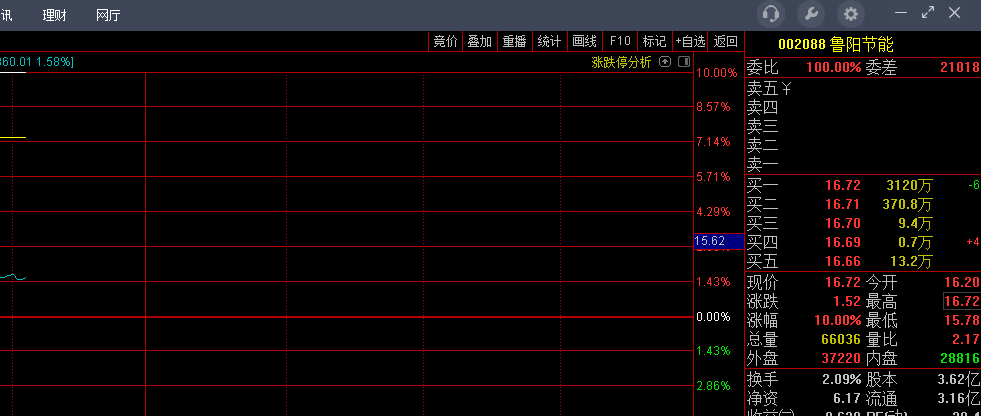 讯 理财 网厅
竞价 叠加 重播 统计 画线 F10 标记 +自选 返回
002088 鲁阳节能
360.01 1.58%]
涨跌停分析
10.00%
8.57%
7.14%
5.71%
4.29%
15.62
1.43%
0.00%
1.43%
2.86%
委比 100.00% 委差 21018
卖五 ¥
卖四
卖三
卖二
卖一
买一 16.72 3120万 -6
买二 16.71 370.8万
买三 16.70 9.4万
买四 16.69 0.7万 +4
买五 16.66 13.2万
现价 16.72 今开 16.20
涨跌 1.52 最高 16.72
涨幅 10.00% 最低 15.78
总量 66036 量比 2.17
外盘 37220 内盘 28816
换手 2.09% 股本 3.62亿
净资 6.17 流通 3.16亿